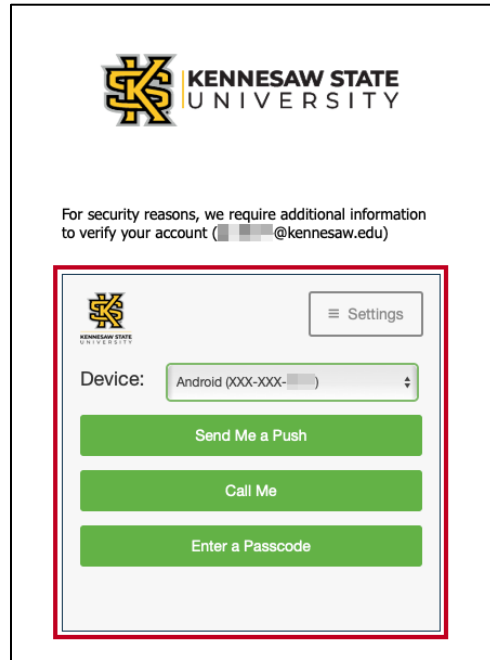 KENNESAW STATE
UNIVERSITY
For security reasons, we require additional information
to verify your account ( @kennesaw.edu)
KENNESAW STATE
UNIVERSITY
≡ Settings
Device:
Android (XXX-XXX- )
Send Me a Push
Call Me
Enter a Passcode